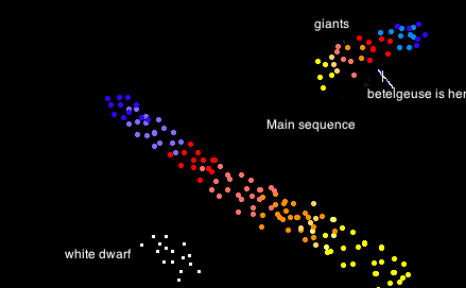 giants
betelgeuse is her
Main sequence
white dwarf